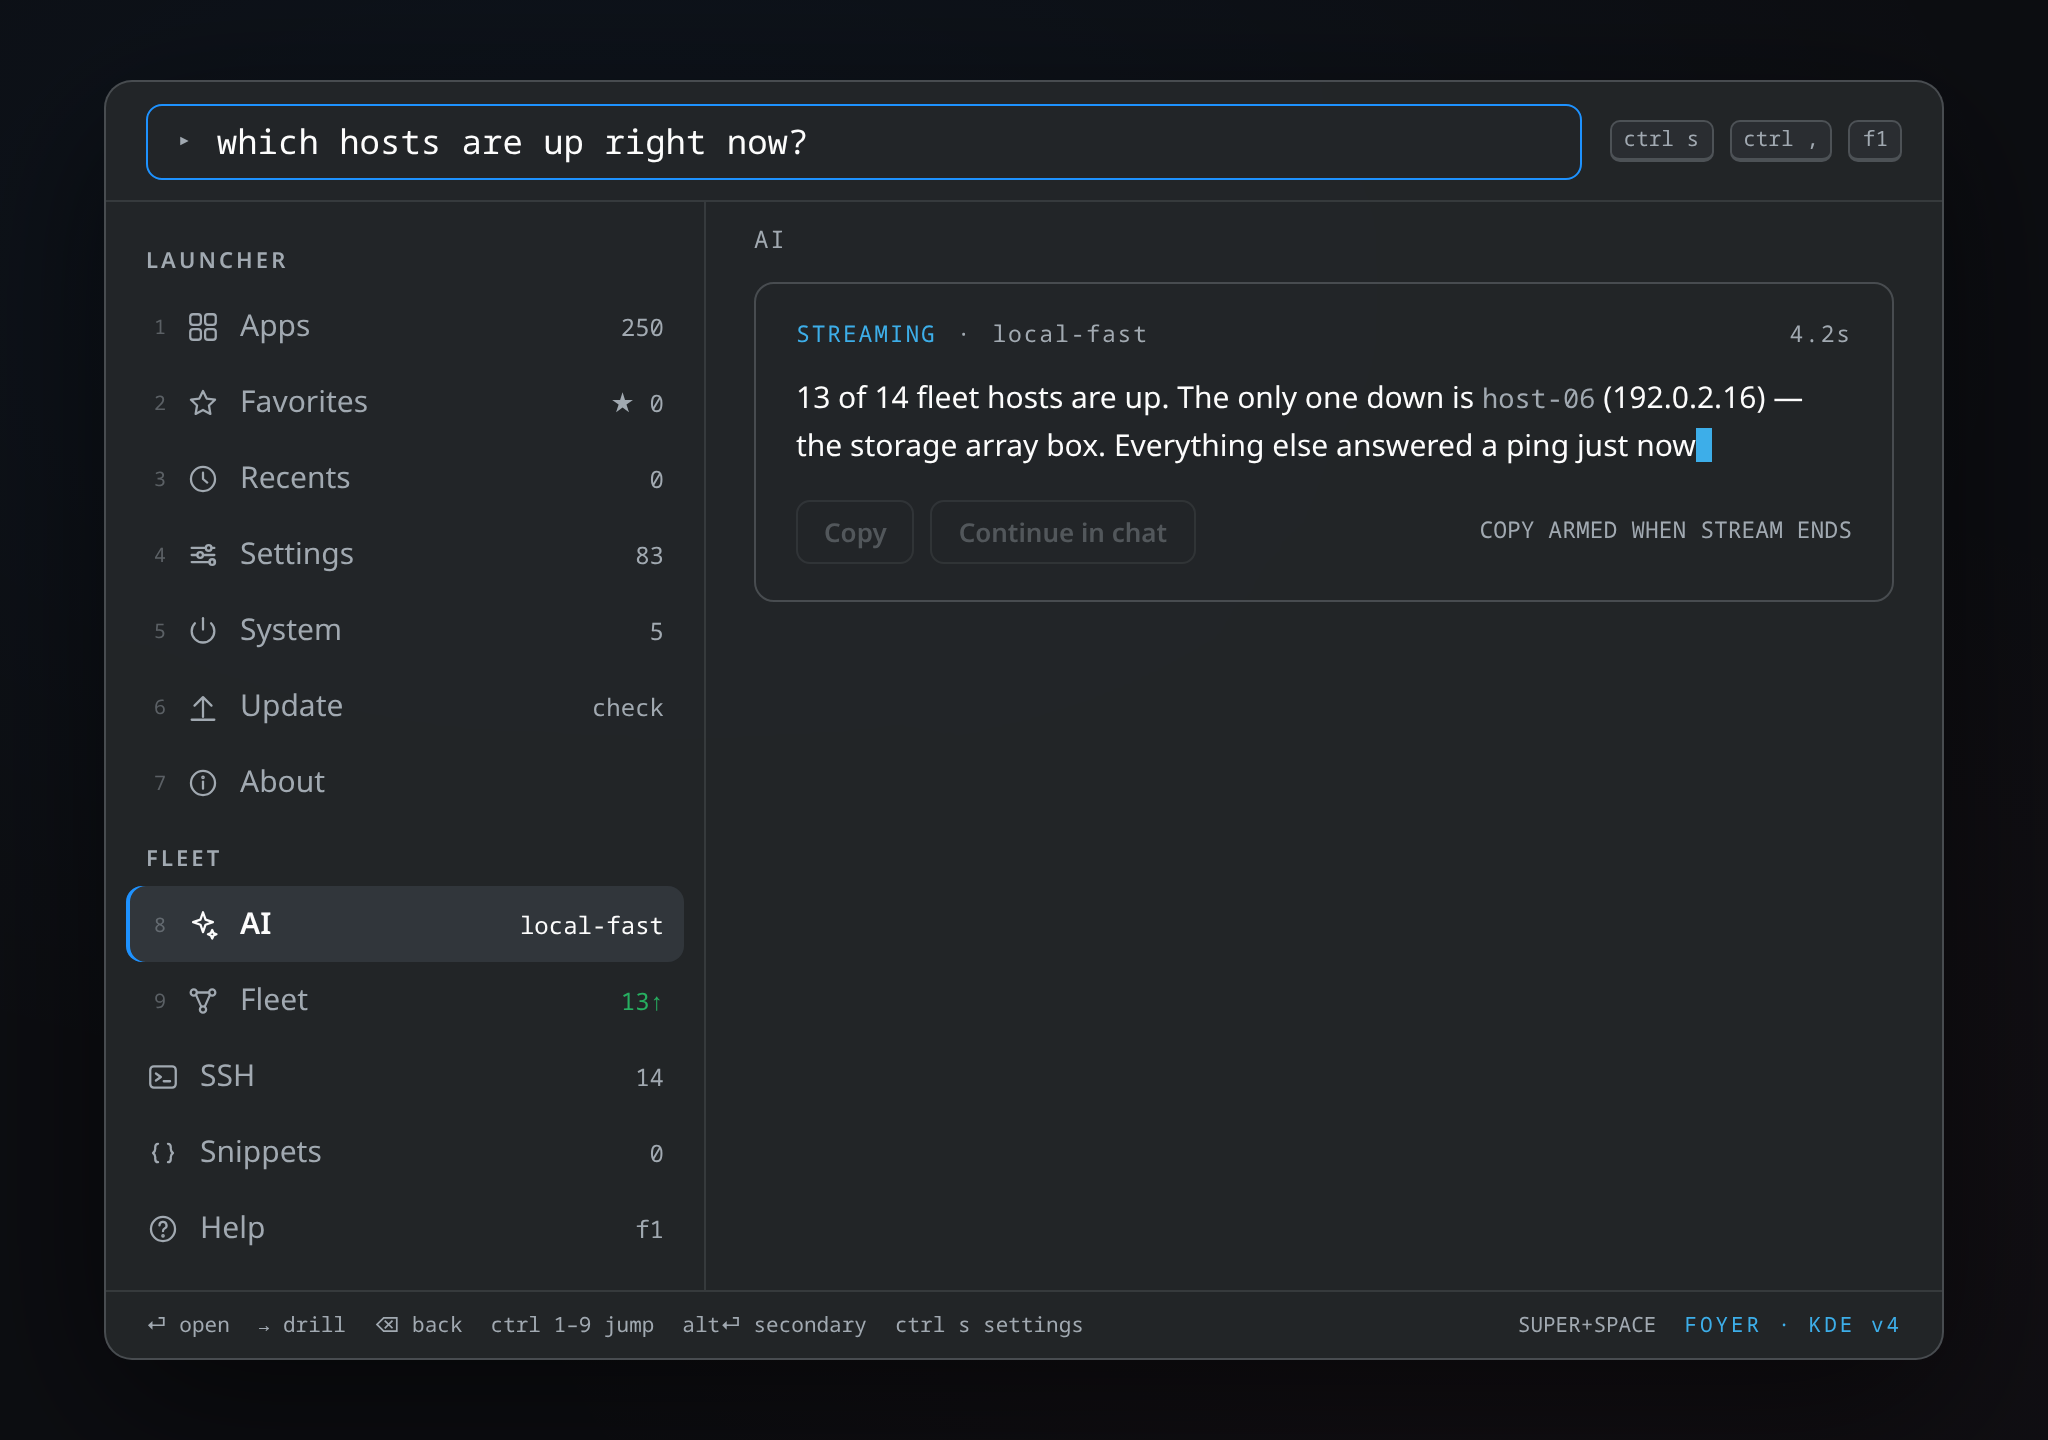 ▸ which hosts are up right now?
ctrl s ctrl , f1
LAUNCHER
1 Apps 250
2 Favorites ★ 0
3 Recents 0
4 Settings 83
5 System 5
6 Update check
7 About
FLEET
8 AI local-fast
9 Fleet 13↑
SSH 14
Snippets 0
Help f1
AI
STREAMING · local-fast 4.2s
13 of 14 fleet hosts are up. The only one down is host-06 (192.0.2.16) —
the storage array box. Everything else answered a ping just now
Copy Continue in chat COPY ARMED WHEN STREAM ENDS
⏎ open → drill ⌫ back ctrl 1–9 jump alt⏎ secondary ctrl s settings
SUPER+SPACE FOYER · KDE v4